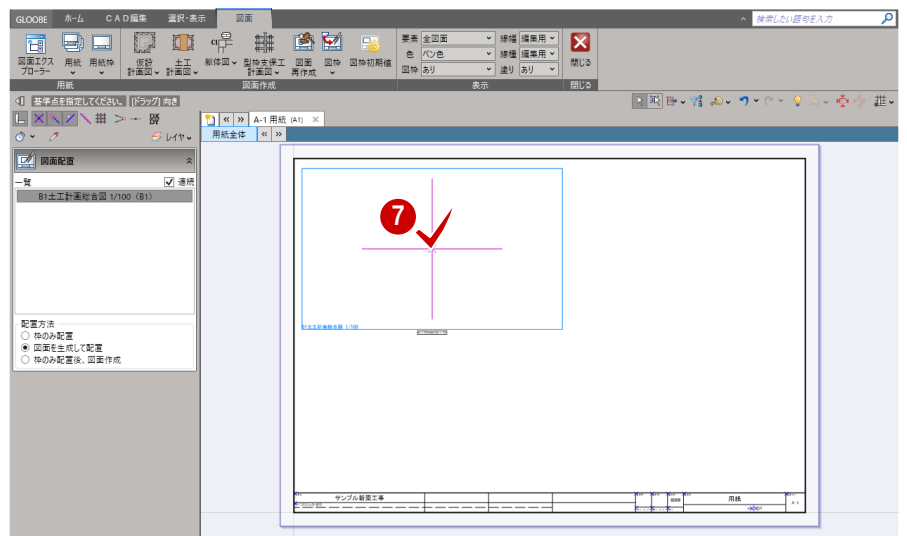 GLOOBE ホーム CAD編集 選択・表示 図面 検索したい語句を入力
図面エクスプローラー 用紙 用紙枠 仮設計画図 土工計画図 躯体図 型枠支保工計画図 図面再作成 図枠 図枠初期値 閉じる
要素 全図面 線幅 編集用
色 ペン色 線種 編集用
図枠 あり 塗り あり
用紙 図面作成 表示 閉じる
基準点を指定してください。 [ドラッグ] 向き
A-1 用紙 (A1)
レイヤ 用紙全体
図面配置
一覧 連続
B1土工計画総合図 1/100 (B1)
配置方法
枠のみ配置
図面を生成して配置
枠のみ配置後、図面作成
7
B1土工計画総合図 1/100
サンプル新築工事 用紙
A-1